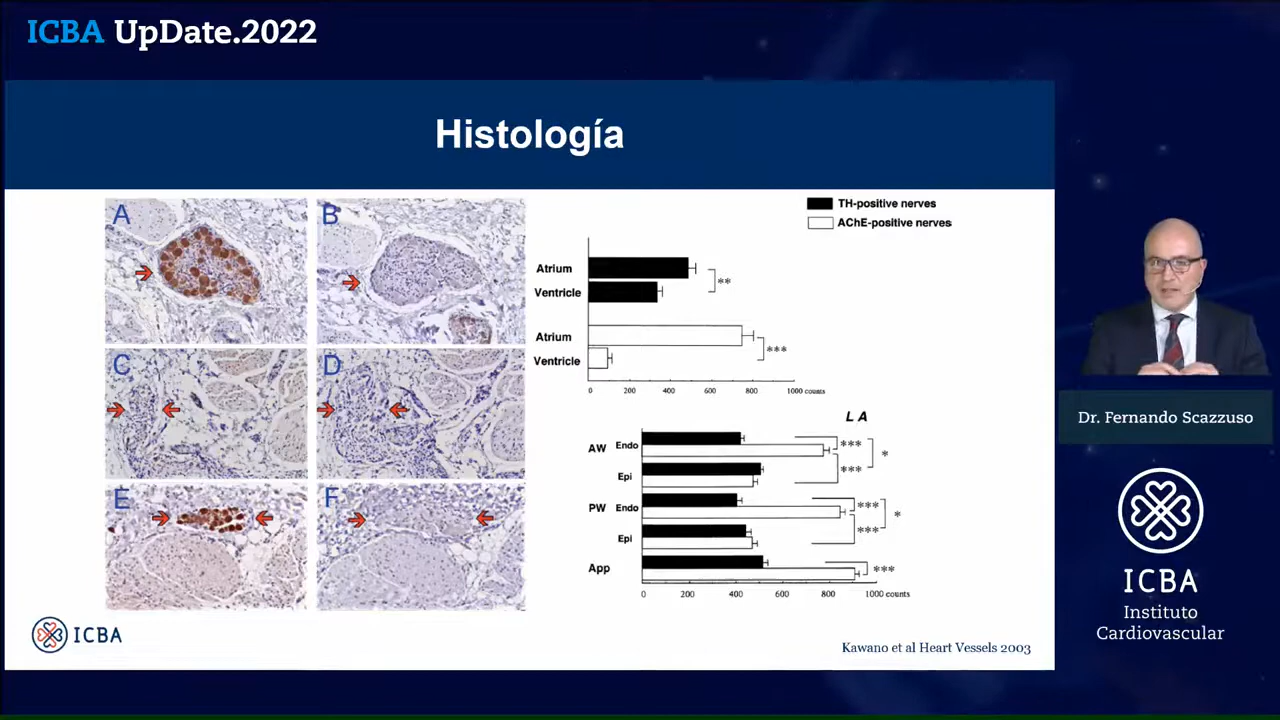 ICBA UpDate.2022
Histología
A
B
C
D
E
F
TH-positive nerves
AChE-positive nerves
Atrium
Ventricle
**
Atrium
Ventricle
***
0 200 400 600 800 1000 counts
L A
AW Endo
***
*
Epi
***
PW Endo
***
*
Epi
***
App
***
0 200 400 600 800 1000 counts
ICBA
Kawano et al Heart Vessels 2003
Dr. Fernando Scazzuso
ICBA
Instituto
Cardiovascular